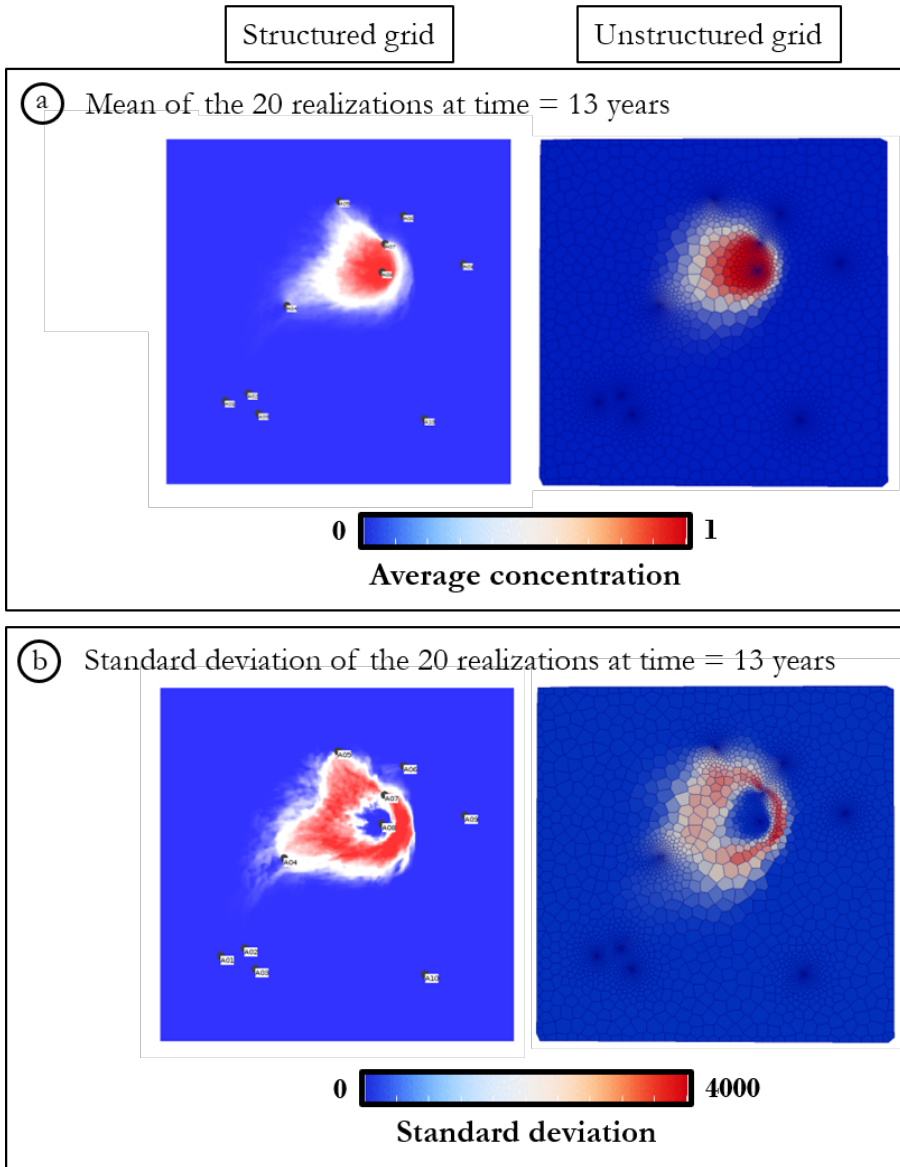 Structured grid
Unstructured grid
a
Mean of the 20 realizations at time = 13 years
0
1
Average concentration
b
Standard deviation of the 20 realizations at time = 13 years
A05
A06
A07
A08
A09
A04
A02
A01
A03
A10
0
4000
Standard deviation